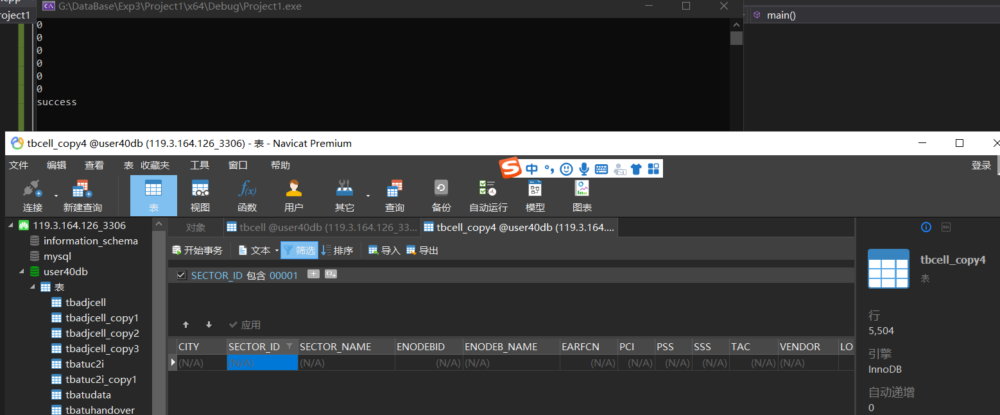 G:\DataBase\Exp3\Project1\x64\Debug\Project1.exe
roject1
main()
0
0
0
0
0
0
success
tbcell_copy4 @user40db (119.3.164.126_3306) - 表 - Navicat Premium
文件 编辑 查看 表 收藏夹 工具 窗口 帮助 中 登录
连接 新建查询 表 视图 函数 用户 其它 查询 备份 自动运行 模型 图表
119.3.164.126_3306
information_schema
mysql
user40db
表
tbadjcell
tbadjcell_copy1
tbadjcell_copy2
tbadjcell_copy3
tbatuc2i
tbatuc2i_copy1
tbatudata
tbatuhandover
对象 tbcell @user40db (119.3.164.126_33... tbcell_copy4 @user40db (119.3.164....
开始事务 文本 筛选 排序 导入 导出
SECTOR_ID 包含 00001
应用
CITY SECTOR_ID SECTOR_NAME ENODEBID ENODEB_NAME EARFCN PCI PSS SSS TAC VENDOR LO
(N/A) (N/A) (N/A) (N/A) (N/A) (N/A) (N/A) (N/A) (N/A) (N/A) (N/A)
tbcell_copy4
表
行
5,504
引擎
InnoDB
自动递增
0